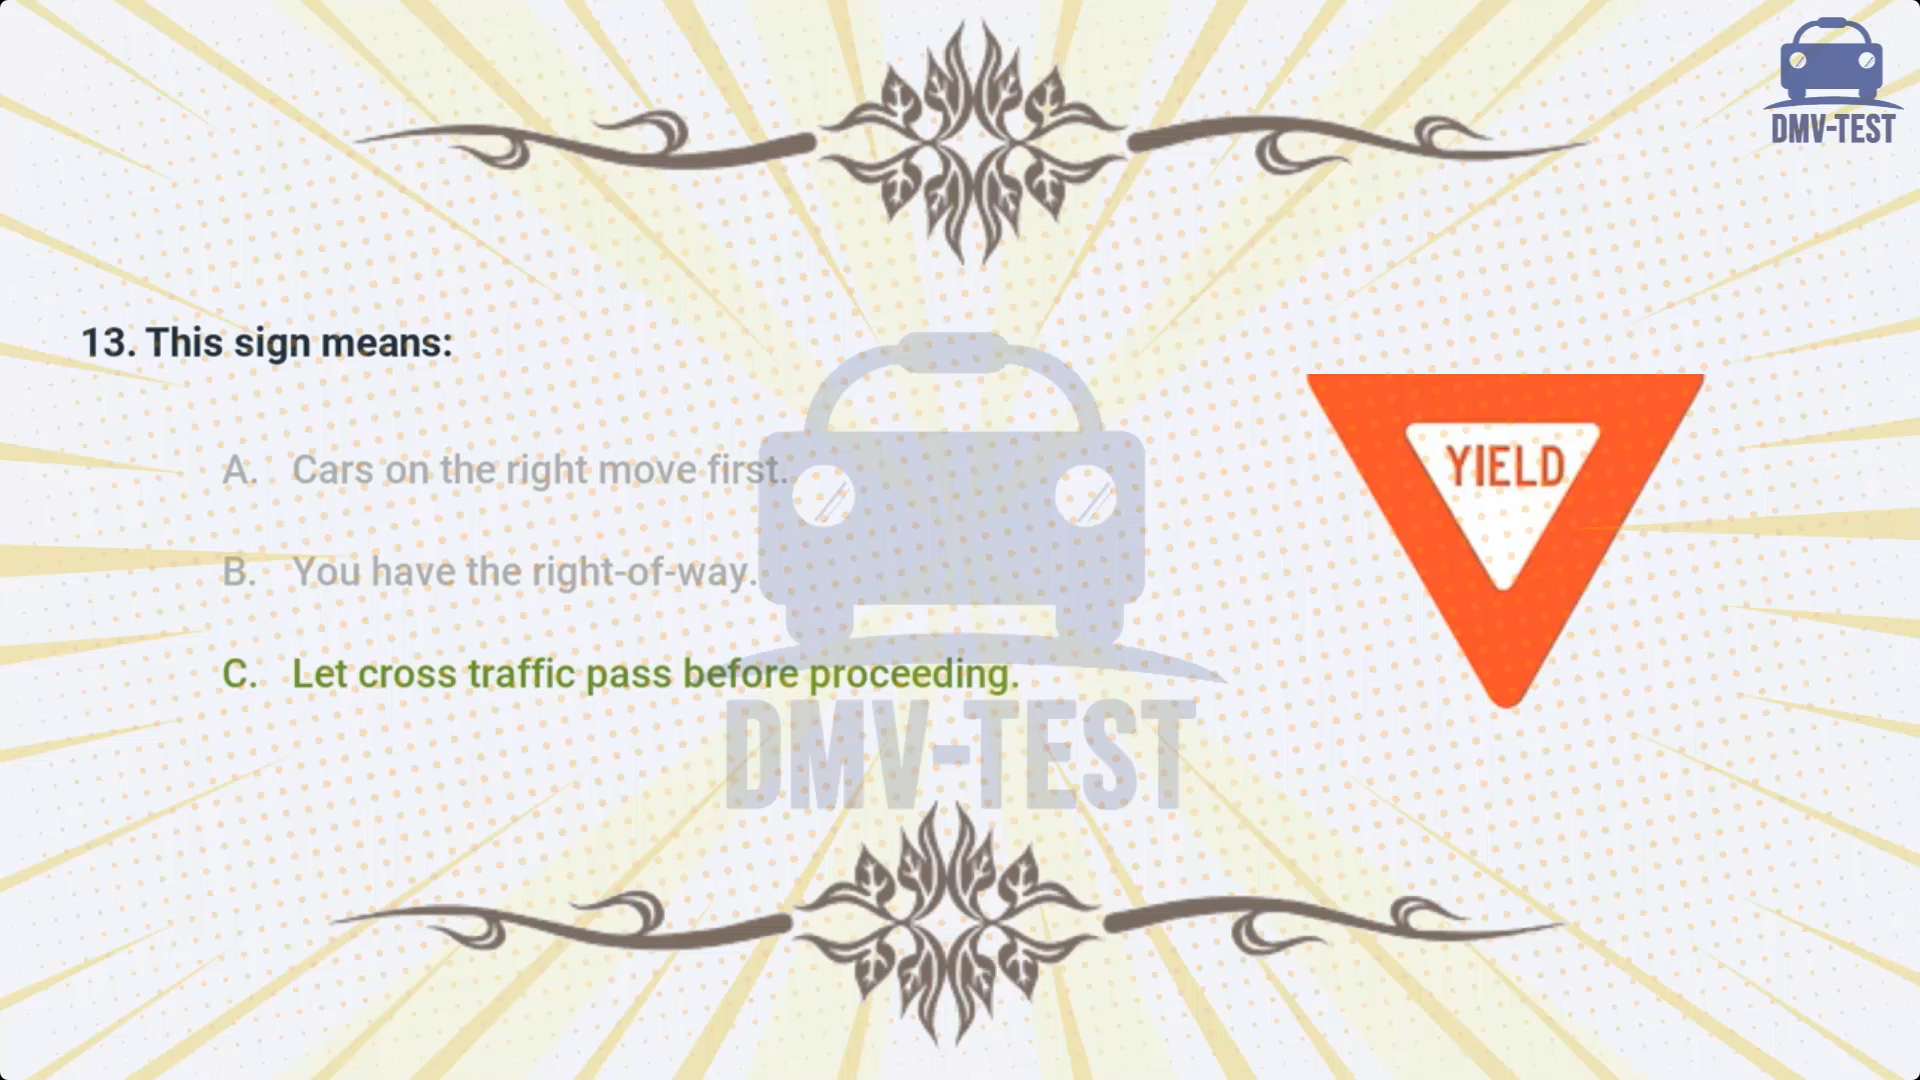 DMV-TEST
13. This sign means:
A. Cars on the right move first.
YIELD
B. You have the right-of-way.
C. Let cross traffic pass before proceeding.
DMV-TEST